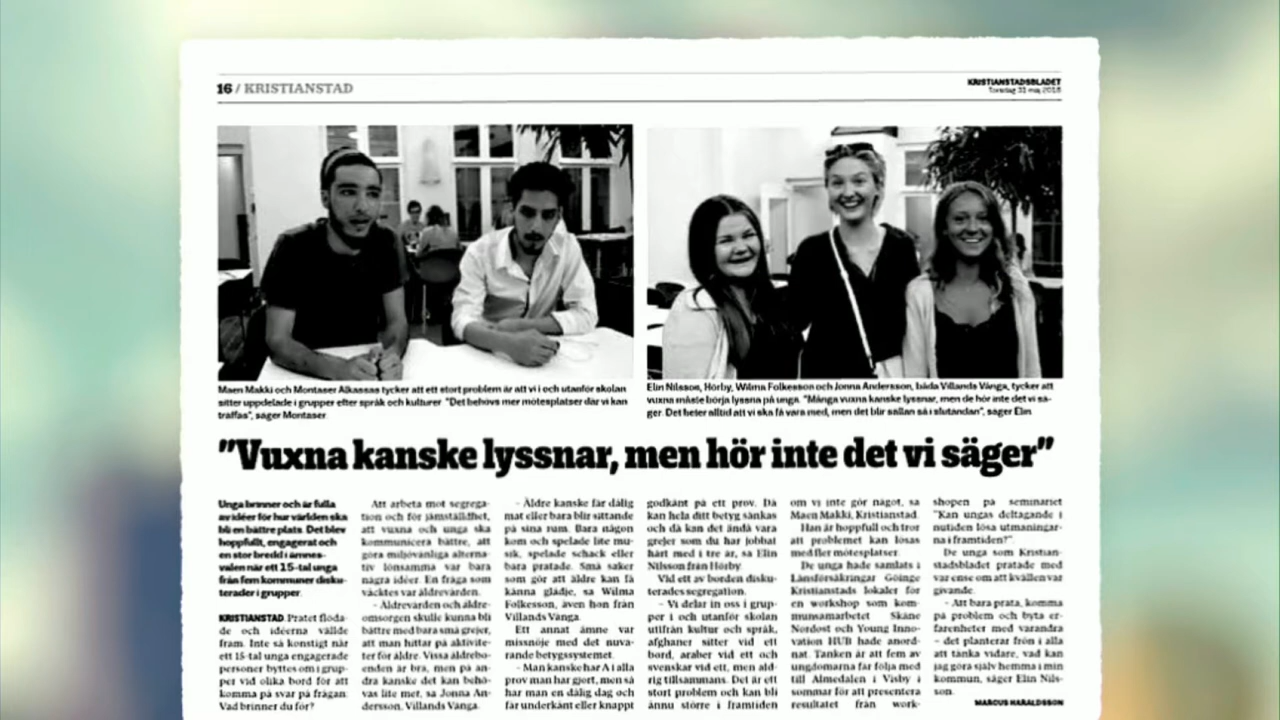 16 / KRISTIANSTAD
KRISTIANSTADSBLADET
Torsdag 31 maj 2018
Maen Makki och Montaser Alkassas tycker att ett stort problem är att vi i och utanför skolan
sitter uppdelade i grupper efter språk och kulturer. "Det behövs mer mötesplatser där vi kan
träffas", säger Montaser.
Elin Nilsson, Hörby, Wilma Folkesson och Jonna Andersson, båda Villands Vånga, tycker att
vuxna måste börja lyssna på unga. "Många vuxna kanske lyssnar, men de hör inte det vi sä-
ger. Det heter alltid att vi ska få vara med, men det blir sällan så i slutändan", säger Elin
"Vuxna kanske lyssnar, men hör inte det vi säger"
Unga brinner och är fulla
av idéer för hur världen ska
bli en bättre plats. Det blev
hoppfullt, engagerat och
en stor bredd i ämnes-
valen när ett 15-tal unga
från fem kommuner disku-
terade i grupper.
KRISTIANSTAD. Pratet flöda-
de och idéerna vällde
fram. Inte så konstigt när
ett 15-tal unga engagerade
personer byttes om i grup-
per vid olika bord för att
komma på svar på frågan:
Vad brinner du för?
Att arbeta mot segrega-
tion och för jämställdhet,
att vuxna och unga ska
kommunicera bättre, att
göra miljövänliga alterna-
tiv lönsamma var bara
några idéer. En fråga som
väcktes var äldrevården.
– Äldrevården och äldre-
omsorgen skulle kunna bli
bättre med bara små grejer,
att man hittar på aktivite-
ter för äldre. Vissa äldrebo-
enden är bra, men på an-
dra kanske det kan behö-
vas lite mer, sa Jonna An-
dersson, Villands Vånga.
– Äldre kanske får dålig
mat eller bara blir sittande
på sina rum. Bara någon
kom och spelade lite mu-
sik, spelade schack eller
bara pratade. Små saker
som gör att äldre kan få
känna glädje, sa Wilma
Folkesson, även hon från
Villands Vånga.
Ett annat ämne var
missnöje med det nuva-
rande betygssystemet.
– Man kanske har A i alla
prov man har gjort, men så
har man en dålig dag och
får underkänt eller knappt
godkänt på ett prov. Då
kan hela ditt betyg sänkas
och då kan det ändå vara
grejer som du har jobbat
hårt med i tre år, sa Elin
Nilsson från Hörby.
Vid ett av borden disku-
terades segregation.
– Vi delar in oss i grup-
per i och utanför skolan
utifrån kultur och språk,
afghaner sitter vid ett
bord, araber vid ett och
svenskar vid ett, men ald-
rig tillsammans. Det är ett
stort problem och kan bli
ännu större i framtiden
om vi inte gör något, sa
Maen Makki, Kristianstad.
Han är hoppfull och tror
att problemet kan lösas
med fler mötesplatser.
De unga hade samlats i
Länsförsäkringar Göinge
Kristianstads lokaler för
en workshop som kom-
munsamarbetet Skåne
Nordost och Young Inno-
vation HUB hade anord-
nat. Tanken är att fem av
ungdomarna får följa med
till Almedalen i Visby i
sommar för att presentera
resultatet från work-
shopen på seminariet
"Kan ungas deltagande i
nutiden lösa utmaningar-
na i framtiden?".
De unga som Kristian-
stadsbladet pratade med
var ense om att kvällen var
givande.
– Att bara prata, komma
på problem och byta er-
farenheter med varandra
– det planterar frön i alla
att tänka vidare, vad kan
jag göra själv hemma i min
kommun, säger Elin Nils-
son.
MARCUS HARALDSSON